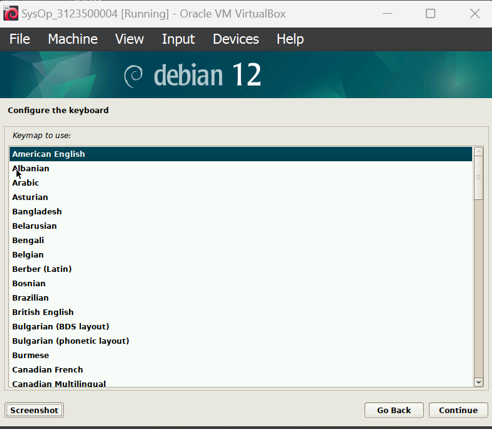 SysOp_3123500004 [Running] - Oracle VM VirtualBox
File Machine View Input Devices Help
debian 12
Configure the keyboard
Keymap to use:
American English
Albanian
Arabic
Asturian
Bangladesh
Belarusian
Bengali
Belgian
Berber (Latin)
Bosnian
Brazilian
British English
Bulgarian (BDS layout)
Bulgarian (phonetic layout)
Burmese
Canadian French
Canadian Multilingual
Screenshot Go Back Continue